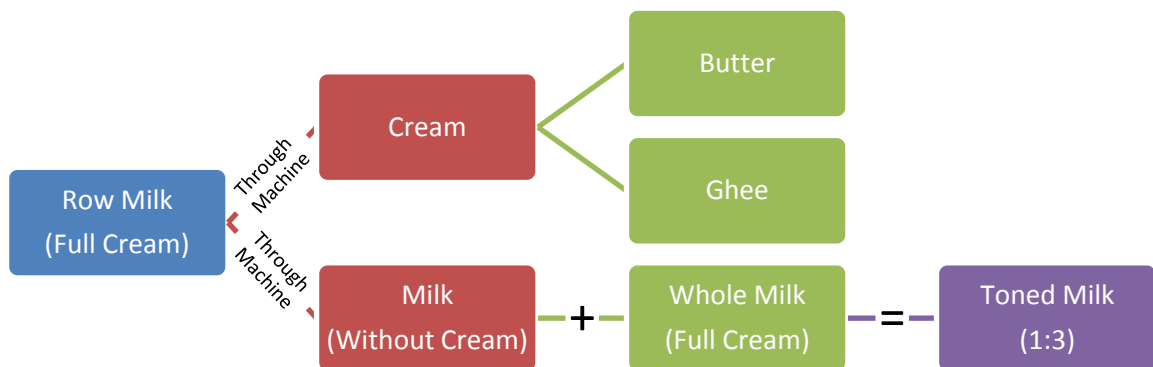 Row Milk
(Full Cream)
Through
Machine
Through
Machine
Cream
Butter
Ghee
Milk
(Without Cream)
+
Whole Milk
(Full Cream)
=
Toned Milk
(1:3)